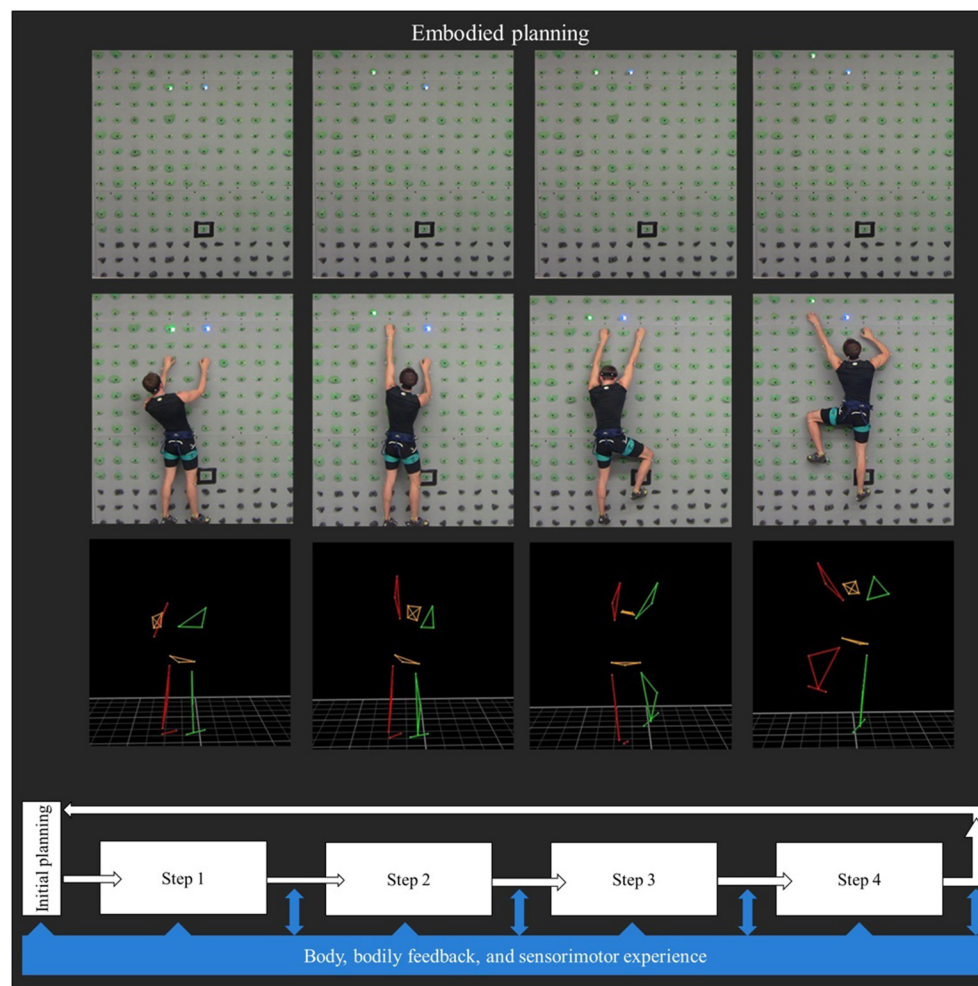 Embodied planning
Initial planning
Step 1
Step 2
Step 3
Step 4
Body, bodily feedback, and sensorimotor experience